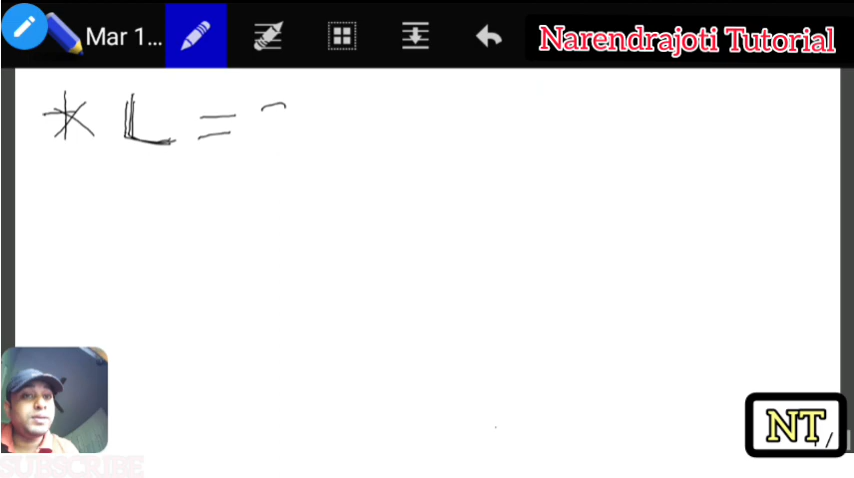 Mar 1...
Narendrajoti Tutorial
* L =
NT
SUBSCRIBE